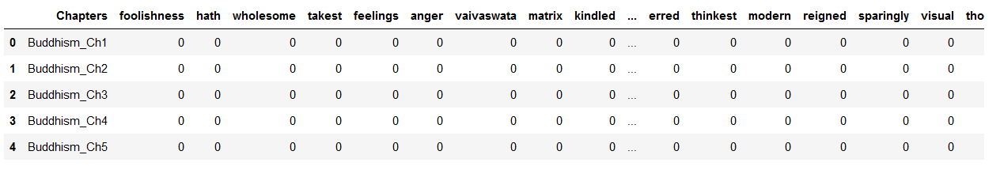 Chapters foolishness hath wholesome takest feelings anger vaivaswata matrix kindled ... erred thinkest modern reigned sparingly visual tho
0 Buddhism_Ch1 0 0 0 0 0 0 0 0 0 ... 0 0 0 0 0 0
1 Buddhism_Ch2 0 0 0 0 0 0 0 0 0 ... 0 0 0 0 0 0
2 Buddhism_Ch3 0 0 0 0 0 0 0 0 0 ... 0 0 0 0 0 0
3 Buddhism_Ch4 0 0 0 0 0 0 0 0 0 ... 0 0 0 0 0 0
4 Buddhism_Ch5 0 0 0 0 0 0 0 0 0 ... 0 0 0 0 0 0